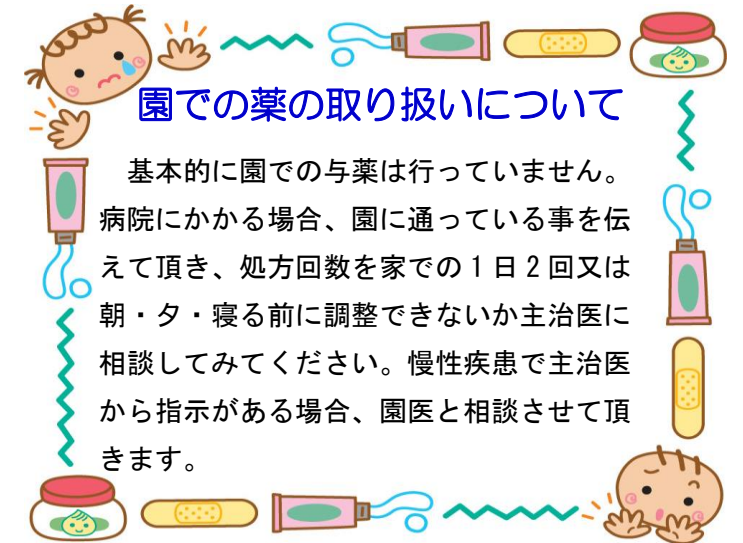 園での薬の取り扱いについて
　基本的に園での与薬は行っていません。
病院にかかる場合、園に通っている事を伝
えて頂き、処方回数を家での１日２回又は
朝・夕・寝る前に調整できないか主治医に
相談してみてください。慢性疾患で主治医
から指示がある場合、園医と相談させて頂
きます。